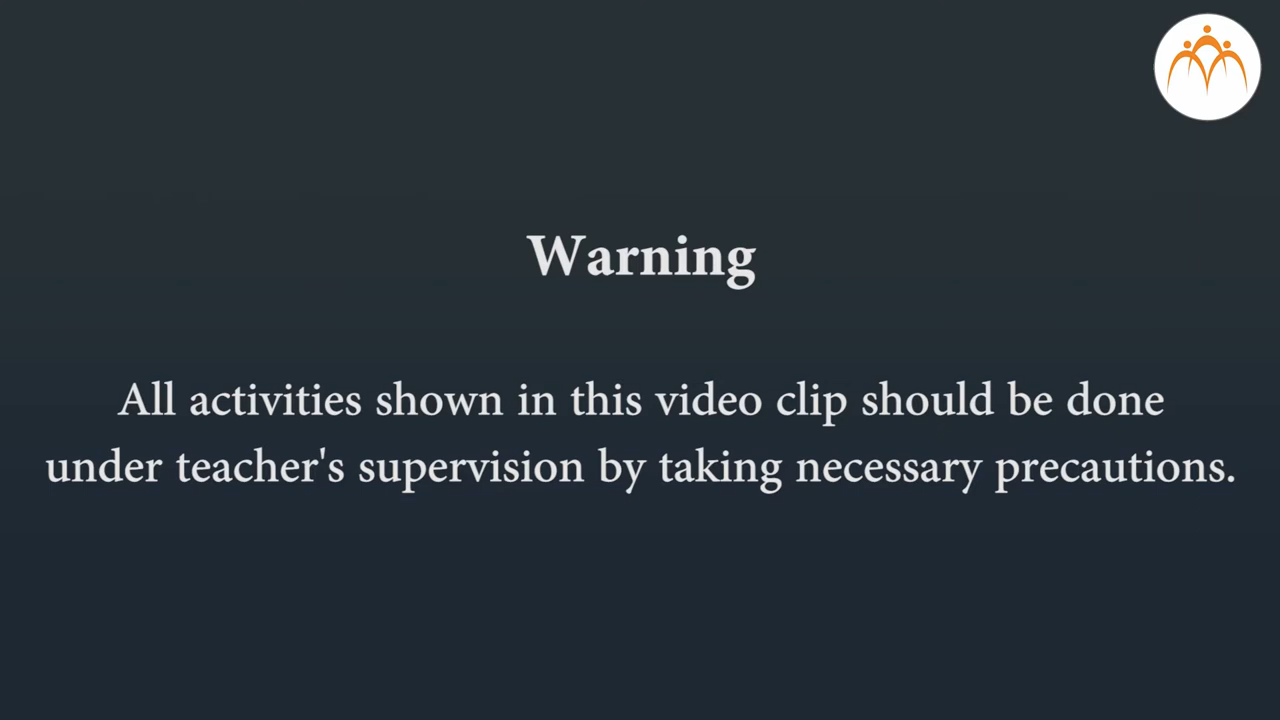 Warning
All activities shown in this video clip should be done
under teacher's supervision by taking necessary precautions.